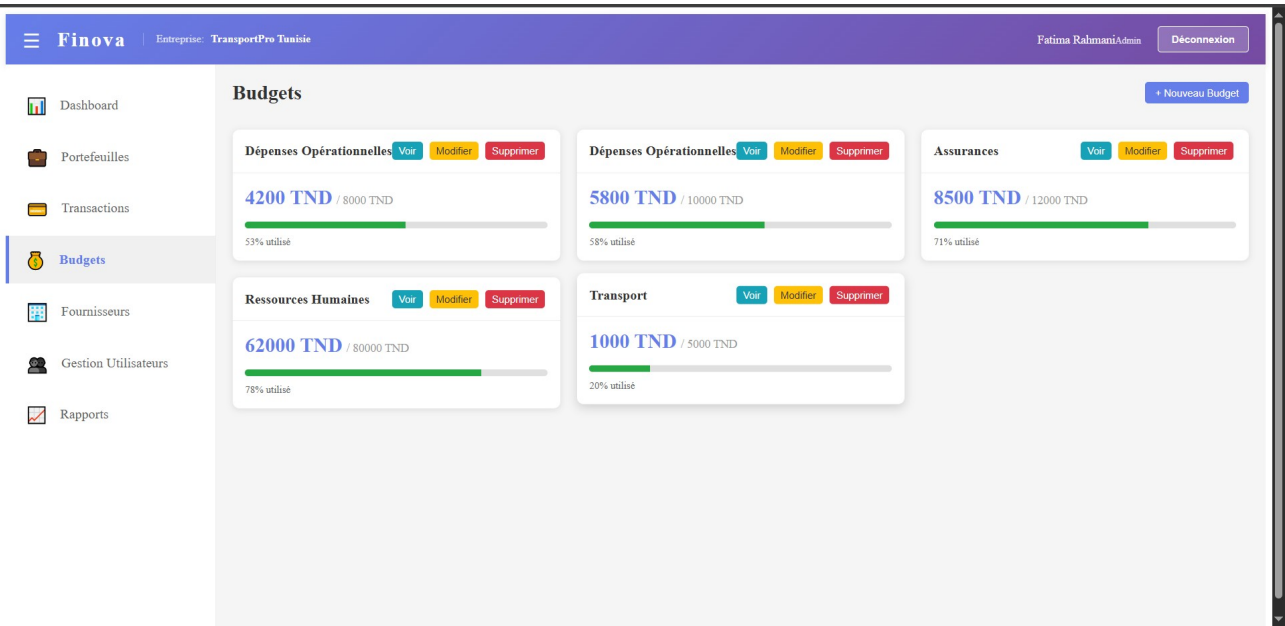 ☰ Finova Entreprise: TransportPro Tunisie Fatima RahmaniAdmin Déconnexion
Dashboard
Portefeuilles
Transactions
Budgets
Fournisseurs
Gestion Utilisateurs
Rapports
Budgets + Nouveau Budget
Dépenses Opérationnelles Voir Modifier Supprimer
4200 TND / 8000 TND
53% utilisé
Dépenses Opérationnelles Voir Modifier Supprimer
5800 TND / 10000 TND
58% utilisé
Assurances Voir Modifier Supprimer
8500 TND / 12000 TND
71% utilisé
Ressources Humaines Voir Modifier Supprimer
62000 TND / 80000 TND
78% utilisé
Transport Voir Modifier Supprimer
1000 TND / 5000 TND
20% utilisé